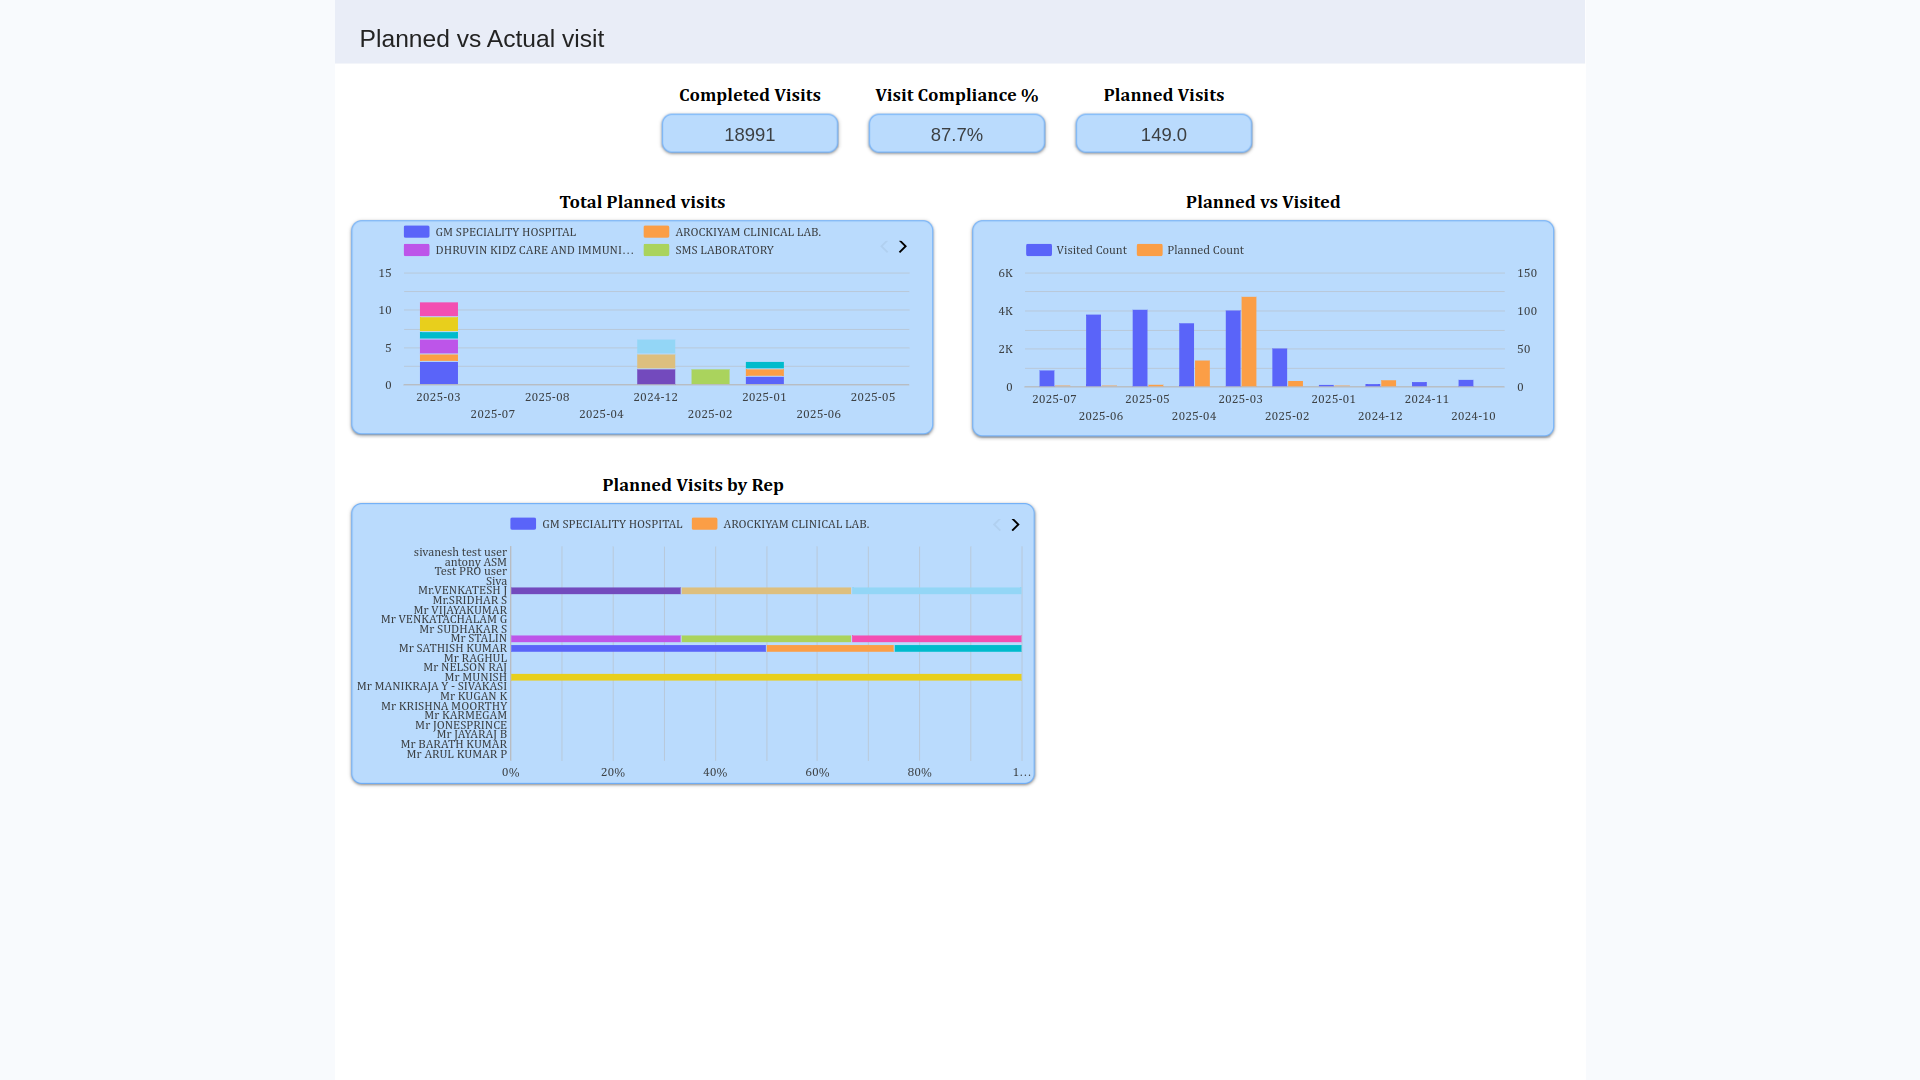 Planned vs Actual visit
Completed Visits
Visit Compliance %
Planned Visits
18991
87.7%
149.0
Total Planned visits
GM SPECIALITY HOSPITAL
AROCKIYAM CLINICAL LAB.
DHRUVIN KIDZ CARE AND IMMUNI…
SMS LABORATORY
15
10
5
0
2025-03
2025-08
2024-12
2025-01
2025-05
2025-07
2025-04
2025-02
2025-06
Planned vs Visited
Visited Count
Planned Count
6K
4K
2K
0
150
100
50
0
2025-07
2025-05
2025-03
2025-01
2024-11
2025-06
2025-04
2025-02
2024-12
2024-10
Planned Visits by Rep
GM SPECIALITY HOSPITAL
AROCKIYAM CLINICAL LAB.
sivanesh test user
antony ASM
Test PRO user
Siva
Mr.VENKATESH J
Mr.SRIDHAR S
Mr VIJAYAKUMAR
Mr VENKATACHALAM G
Mr SUDHAKAR S
Mr STALIN
Mr SATHISH KUMAR
Mr RAGHUL
Mr NELSON RAJ
Mr MUNISH
Mr MANIKRAJA Y - SIVAKASI
Mr KUGAN K
Mr KRISHNA MOORTHY
Mr KARMEGAM
Mr JONESPRINCE
Mr JAYARAJ B
Mr BARATH KUMAR
Mr ARUL KUMAR P
0%
20%
40%
60%
80%
1…